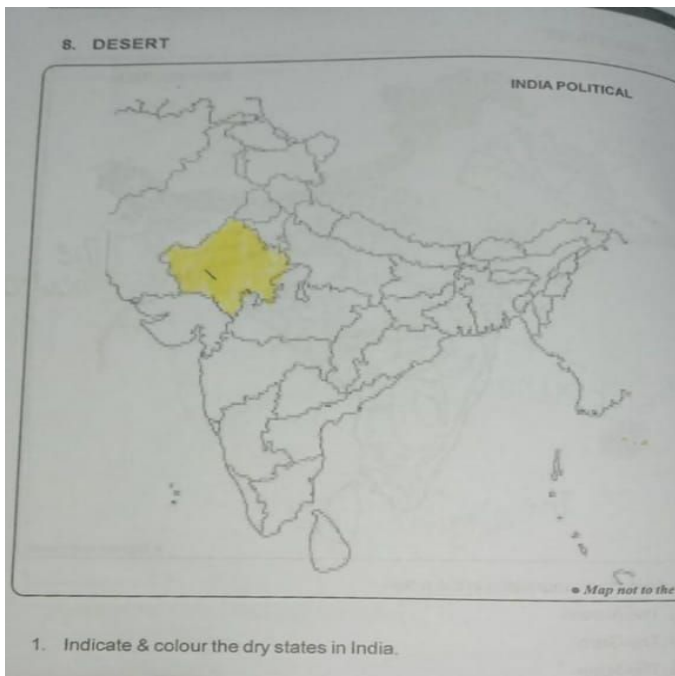 8. DESERT
INDIA POLITICAL
Map not to the
1. Indicate & colour the dry states in India.